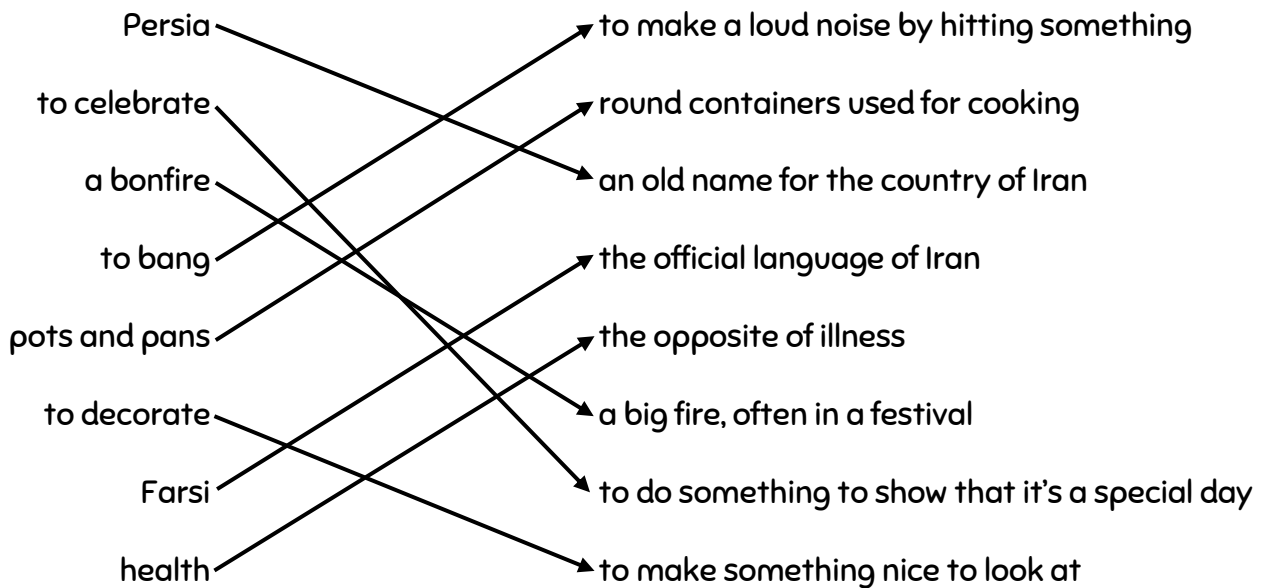 Persia
to make a loud noise by hitting something
to celebrate
round containers used for cooking
a bonfire
an old name for the country of Iran
to bang
the official language of Iran
pots and pans
the opposite of illness
to decorate
a big fire, often in a festival
Farsi
to do something to show that it's a special day
health
to make something nice to look at